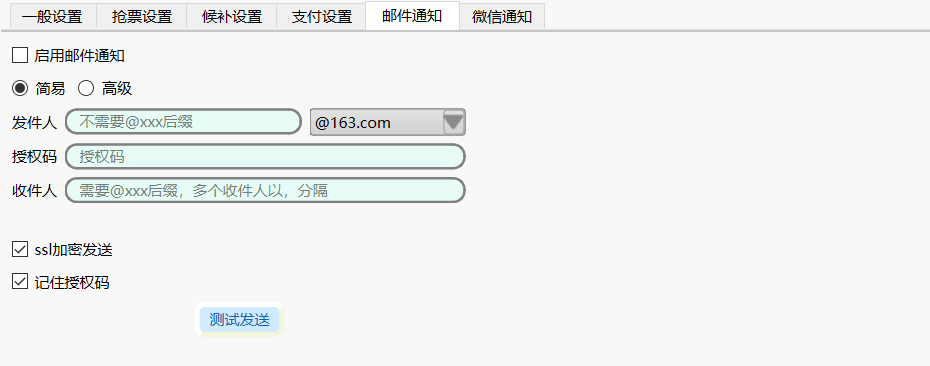 一般设置 抢票设置 候补设置 支付设置 邮件通知 微信通知
启用邮件通知
简易 高级
发件人 不需要@xxx后缀 @163.com
授权码 授权码
收件人 需要@xxx后缀，多个收件人以，分隔
ssl加密发送
记住授权码
测试发送